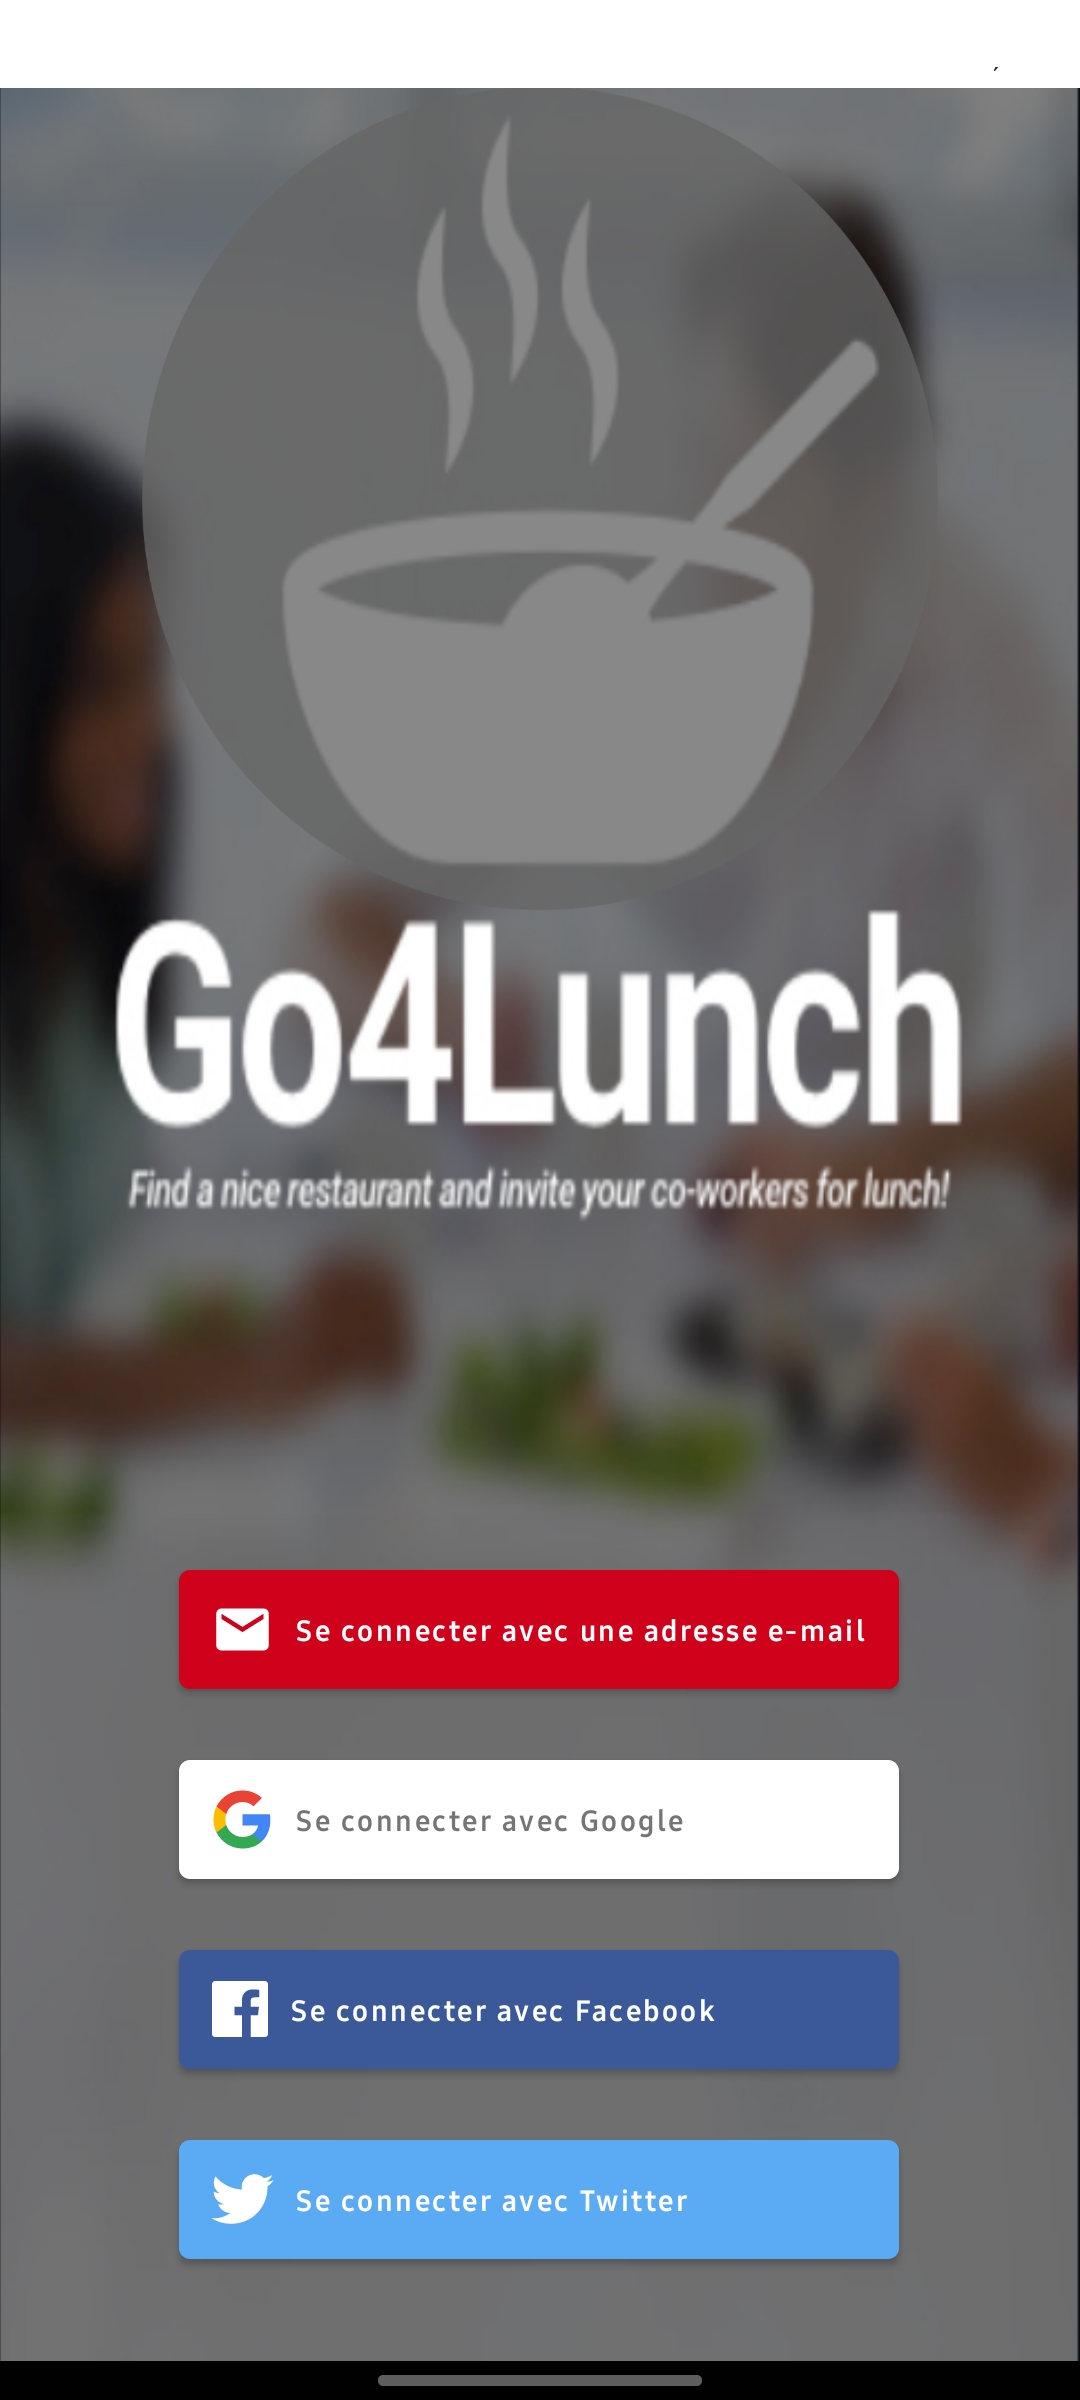 Go4Lunch
Find a nice restaurant and invite your co-workers for lunch!
Se connecter avec une adresse e-mail
Se connecter avec Google
Se connecter avec Facebook
Se connecter avec Twitter